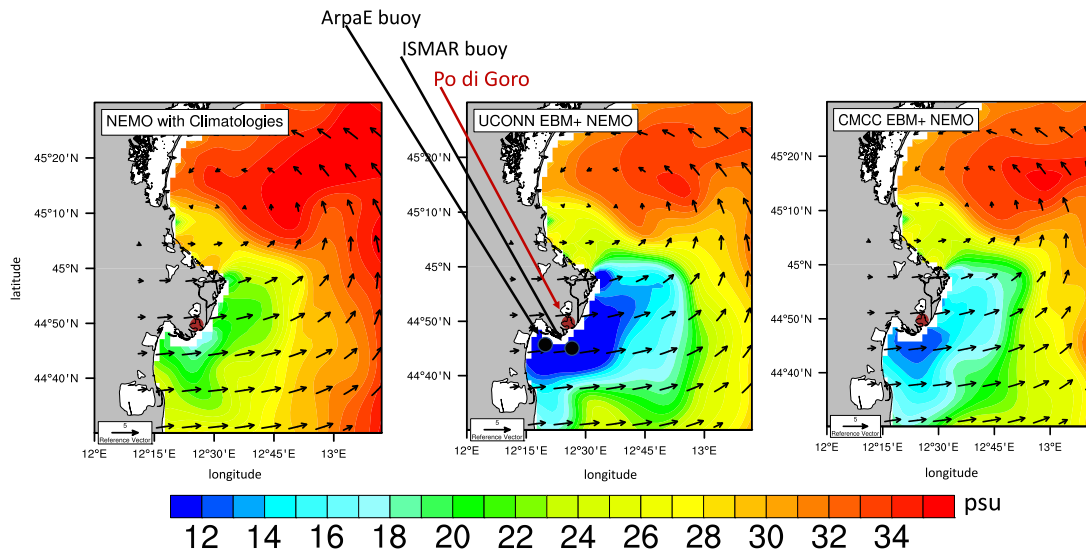 ArpaE buoy
ISMAR buoy
Po di Goro
NEMO with Climatologies
UCONN EBM+ NEMO
CMCC EBM+ NEMO
45°20'N
45°10'N
45°N
44°50'N
44°40'N
latitude
5
Reference Vector
12°E
12°15'E
12°30'E
12°45'E
13°E
longitude
45°20'N
45°10'N
45°N
44°50'N
44°40'N
5
Reference Vector
12°E
12°15'E
12°30'E
12°45'E
13°E
longitude
45°20'N
45°10'N
45°N
44°50'N
44°40'N
5
Reference Vector
12°E
12°15'E
12°30'E
12°45'E
13°E
longitude
12 14 16 18 20 22 24 26 28 30 32 34
psu